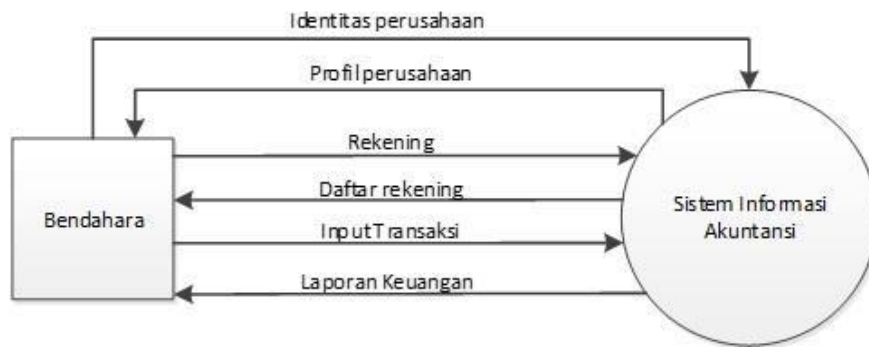 Identitas perusahaan
Profil perusahaan
Rekening
Daftar rekening
Bendahara
Input Transaksi
Sistem Informasi
Akuntansi
Laporan Keuangan